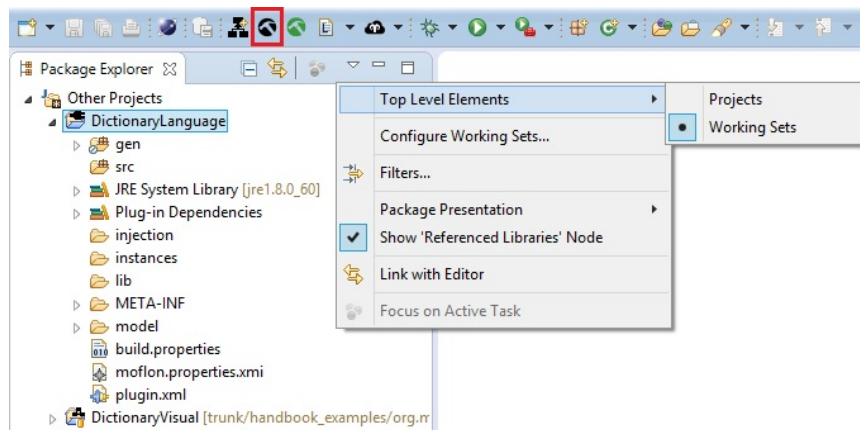 Package Explorer
Other Projects
DictionaryLanguage
gen
src
JRE System Library [jre1.8.0_60]
Plug-in Dependencies
injection
instances
lib
META-INF
model
build.properties
moflon.properties.xmi
plugin.xml
DictionaryVisual [trunk/handbook_examples/org.m
Top Level Elements
Configure Working Sets...
Filters...
Package Presentation
Show 'Referenced Libraries' Node
Link with Editor
Focus on Active Task
Projects
Working Sets